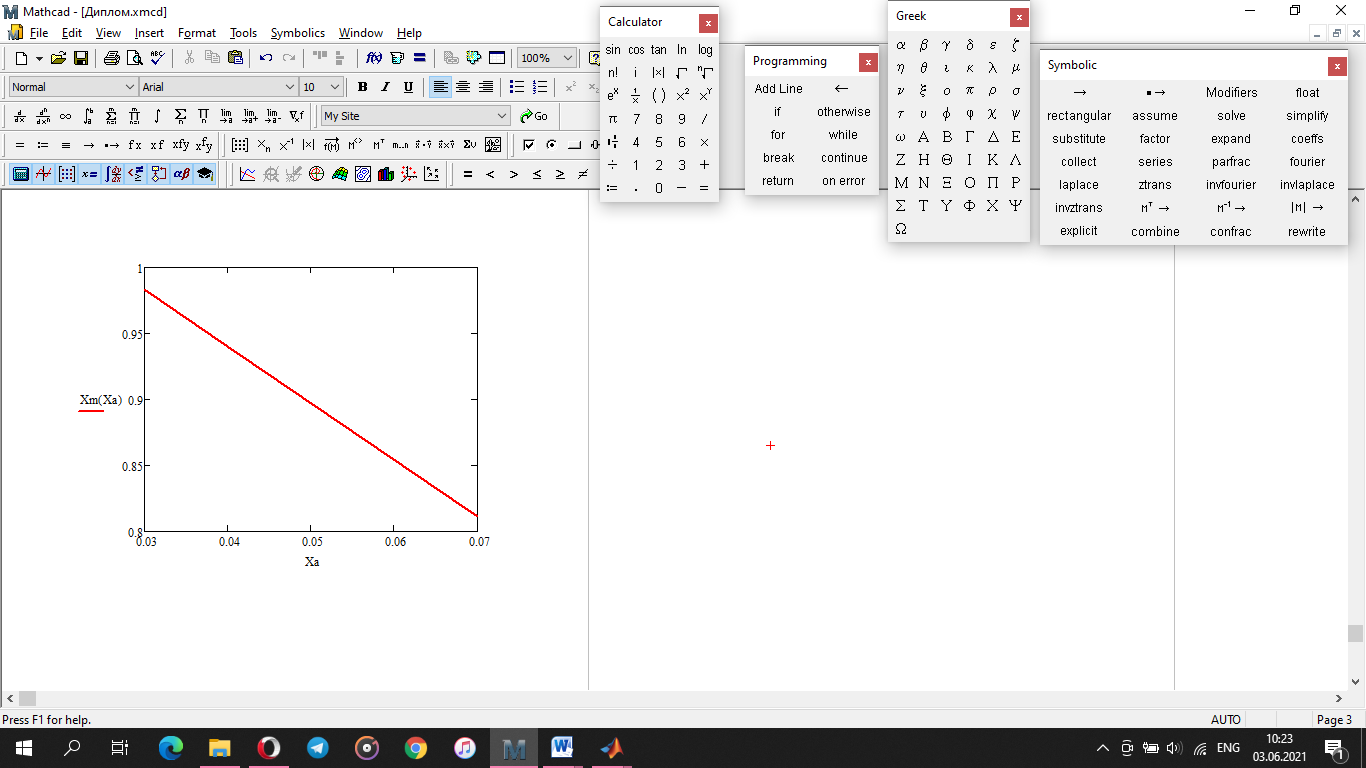 Mathcad - [Диплом.xmcd]
File Edit View Insert Format Tools Symbolics Window Help
100%
Normal Arial 10 B I U
My Site Go
Calculator
sin cos tan ln log
n! i |×| √ ⁿ√
eˣ 1/x ( ) x² xʸ
π 7 8 9 /
4 5 6 ×
÷ 1 2 3 +
:= . 0 − =
Programming
Add Line ←
if otherwise
for while
break continue
return on error
Greek
α β γ δ ε ζ
η θ ι κ λ μ
ν ξ ο π ρ σ
τ υ ϕ φ χ ψ
ω Α Β Γ Δ Ε
Ζ Η Θ Ι Κ Λ
Μ Ν Ξ Ο Π Ρ
Σ Τ Υ Φ Χ Ψ
Ω
Symbolic
→ ▪ → Modifiers float
rectangular assume solve simplify
substitute factor expand coeffs
collect series parfrac fourier
laplace ztrans invfourier invlaplace
invztrans Mᵀ → M⁻¹ → |M| →
explicit combine confrac rewrite
1
0.95
Xm(Xa) 0.9
0.85
0.8
0.03 0.04 0.05 0.06 0.07
Xa
Press F1 for help. AUTO Page 3
ENG 10:23
03.06.2021
1